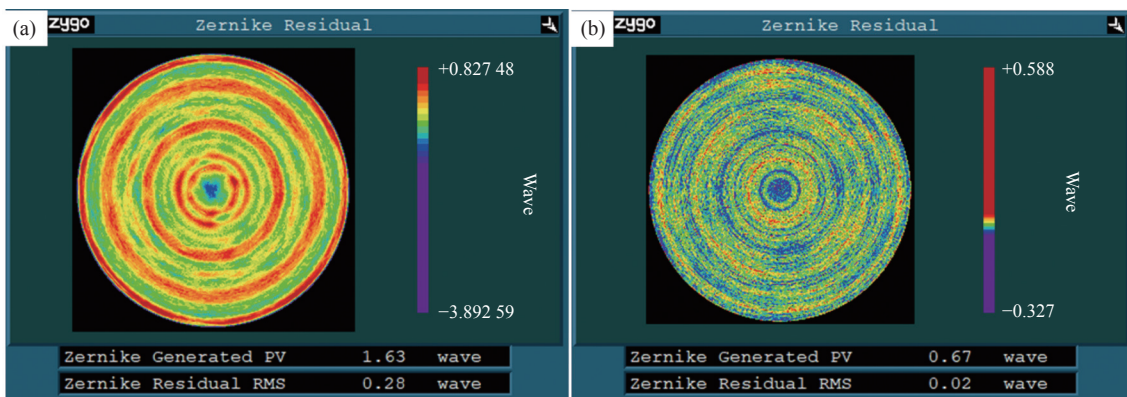 (a)
zygo
Zernike Residual
+0.827 48
Wave
−3.892 59
Zernike Generated PV 1.63 wave
Zernike Residual RMS 0.28 wave
(b)
zygo
Zernike Residual
+0.588
Wave
−0.327
Zernike Generated PV 0.67 wave
Zernike Residual RMS 0.02 wave